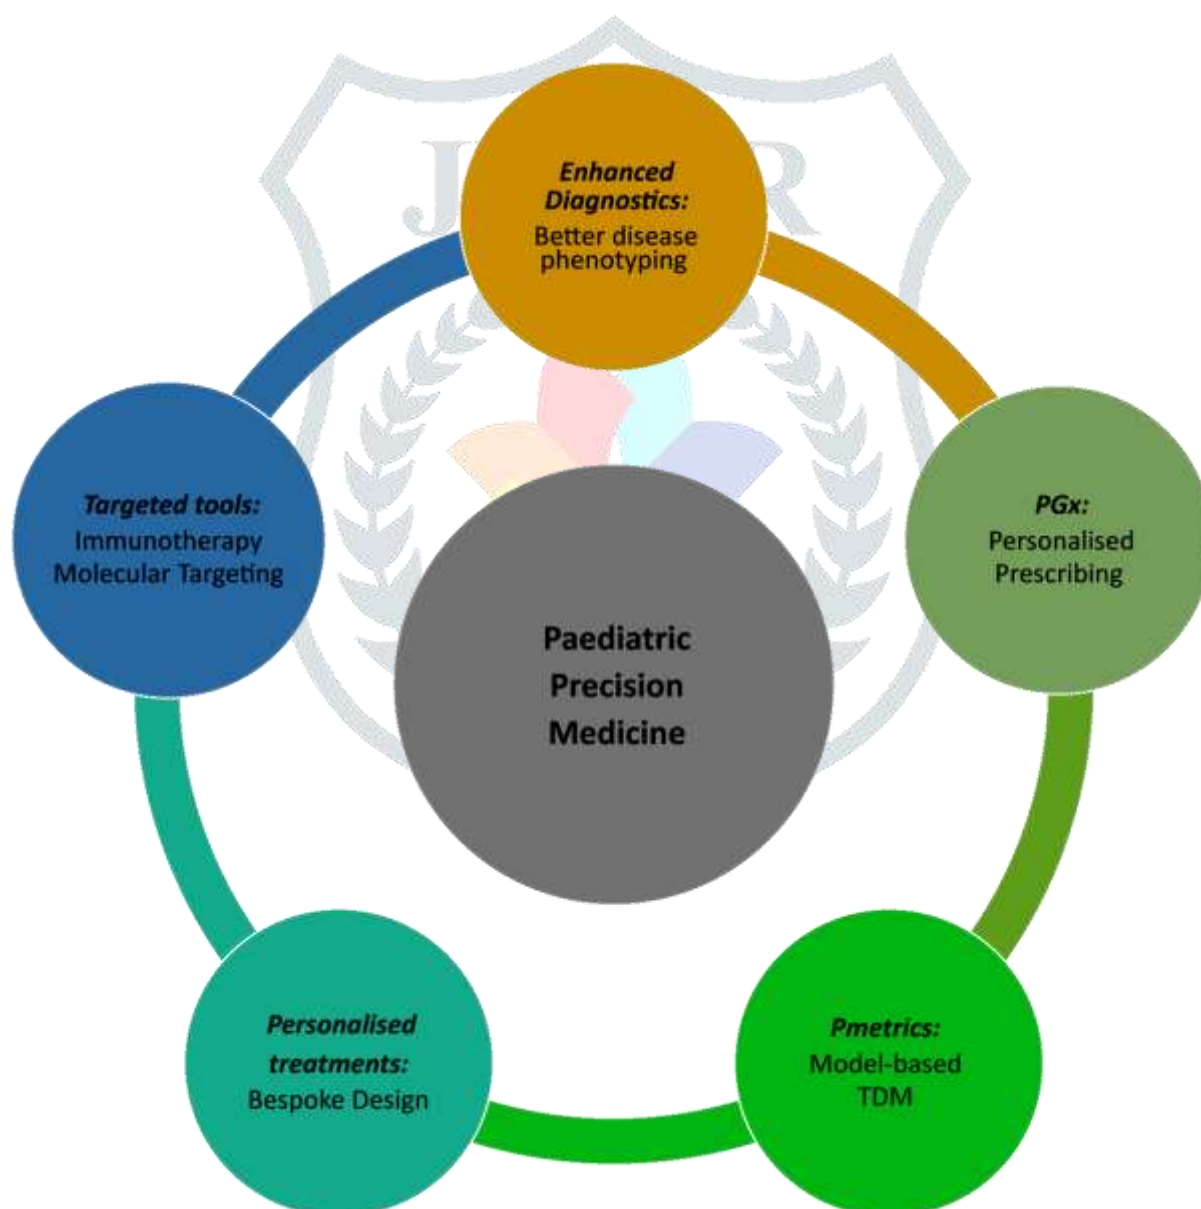 Enhanced
Diagnostics:
Better disease
phenotyping
Targeted tools:
Immunotherapy
Molecular Targeting
PGx:
Personalised
Prescribing
Paediatric
Precision
Medicine
Personalised
treatments:
Bespoke Design
Pmetrics:
Model-based
TDM